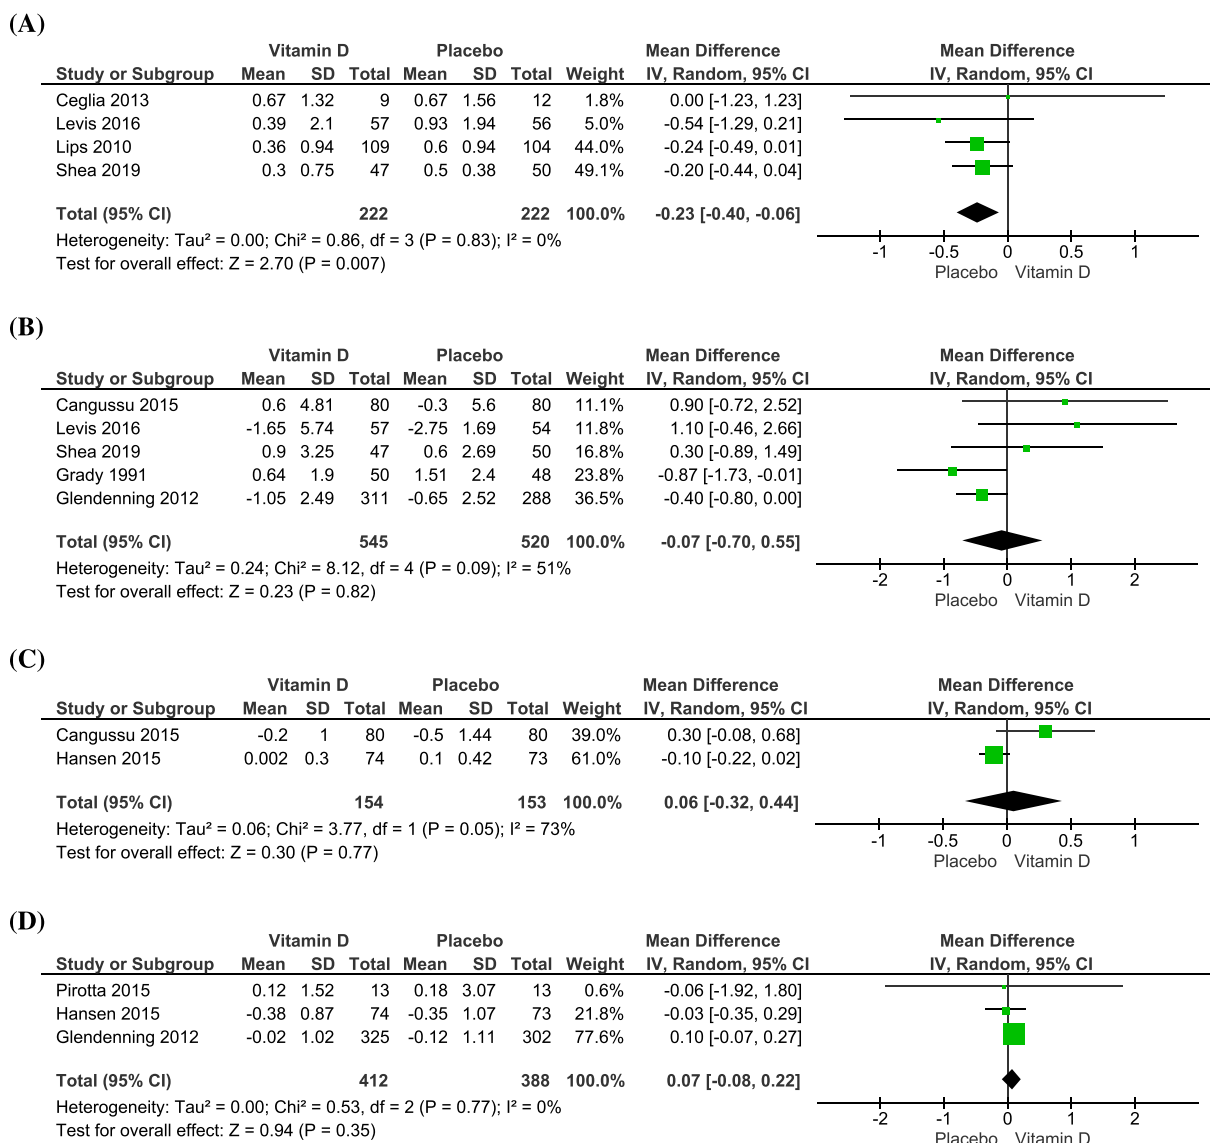 (A)
Vitamin D Placebo Mean Difference Mean Difference
Study or Subgroup Mean SD Total Mean SD Total Weight IV, Random, 95% CI IV, Random, 95% CI
Ceglia 2013 0.67 1.32 9 0.67 1.56 12 1.8% 0.00 [-1.23, 1.23]
Levis 2016 0.39 2.1 57 0.93 1.94 56 5.0% -0.54 [-1.29, 0.21]
Lips 2010 0.36 0.94 109 0.6 0.94 104 44.0% -0.24 [-0.49, 0.01]
Shea 2019 0.3 0.75 47 0.5 0.38 50 49.1% -0.20 [-0.44, 0.04]
Total (95% CI) 222 222 100.0% -0.23 [-0.40, -0.06]
Heterogeneity: Tau² = 0.00; Chi² = 0.86, df = 3 (P = 0.83); I² = 0%
Test for overall effect: Z = 2.70 (P = 0.007)
-1 -0.5 0 0.5 1
Placebo Vitamin D
(B)
Vitamin D Placebo Mean Difference Mean Difference
Study or Subgroup Mean SD Total Mean SD Total Weight IV, Random, 95% CI IV, Random, 95% CI
Cangussu 2015 0.6 4.81 80 -0.3 5.6 80 11.1% 0.90 [-0.72, 2.52]
Levis 2016 -1.65 5.74 57 -2.75 1.69 54 11.8% 1.10 [-0.46, 2.66]
Shea 2019 0.9 3.25 47 0.6 2.69 50 16.8% 0.30 [-0.89, 1.49]
Grady 1991 0.64 1.9 50 1.51 2.4 48 23.8% -0.87 [-1.73, -0.01]
Glendenning 2012 -1.05 2.49 311 -0.65 2.52 288 36.5% -0.40 [-0.80, 0.00]
Total (95% CI) 545 520 100.0% -0.07 [-0.70, 0.55]
Heterogeneity: Tau² = 0.24; Chi² = 8.12, df = 4 (P = 0.09); I² = 51%
Test for overall effect: Z = 0.23 (P = 0.82)
-2 -1 0 1 2
Placebo Vitamin D
(C)
Vitamin D Placebo Mean Difference Mean Difference
Study or Subgroup Mean SD Total Mean SD Total Weight IV, Random, 95% CI IV, Random, 95% CI
Cangussu 2015 -0.2 1 80 -0.5 1.44 80 39.0% 0.30 [-0.08, 0.68]
Hansen 2015 0.002 0.3 74 0.1 0.42 73 61.0% -0.10 [-0.22, 0.02]
Total (95% CI) 154 153 100.0% 0.06 [-0.32, 0.44]
Heterogeneity: Tau² = 0.06; Chi² = 3.77, df = 1 (P = 0.05); I² = 73%
Test for overall effect: Z = 0.30 (P = 0.77)
-1 -0.5 0 0.5 1
Placebo Vitamin D
(D)
Vitamin D Placebo Mean Difference Mean Difference
Study or Subgroup Mean SD Total Mean SD Total Weight IV, Random, 95% CI IV, Random, 95% CI
Pirotta 2015 0.12 1.52 13 0.18 3.07 13 0.6% -0.06 [-1.92, 1.80]
Hansen 2015 -0.38 0.87 74 -0.35 1.07 73 21.8% -0.03 [-0.35, 0.29]
Glendenning 2012 -0.02 1.02 325 -0.12 1.11 302 77.6% 0.10 [-0.07, 0.27]
Total (95% CI) 412 388 100.0% 0.07 [-0.08, 0.22]
Heterogeneity: Tau² = 0.00; Chi² = 0.53, df = 2 (P = 0.77); I² = 0%
Test for overall effect: Z = 0.94 (P = 0.35)
-2 -1 0 1 2
Placebo Vitamin D